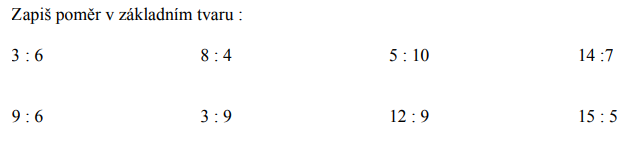 Zapiš poměr v základním tvaru :
3 : 6 8 : 4 5 : 10 14 :7
9 : 6 3 : 9 12 : 9 15 : 5